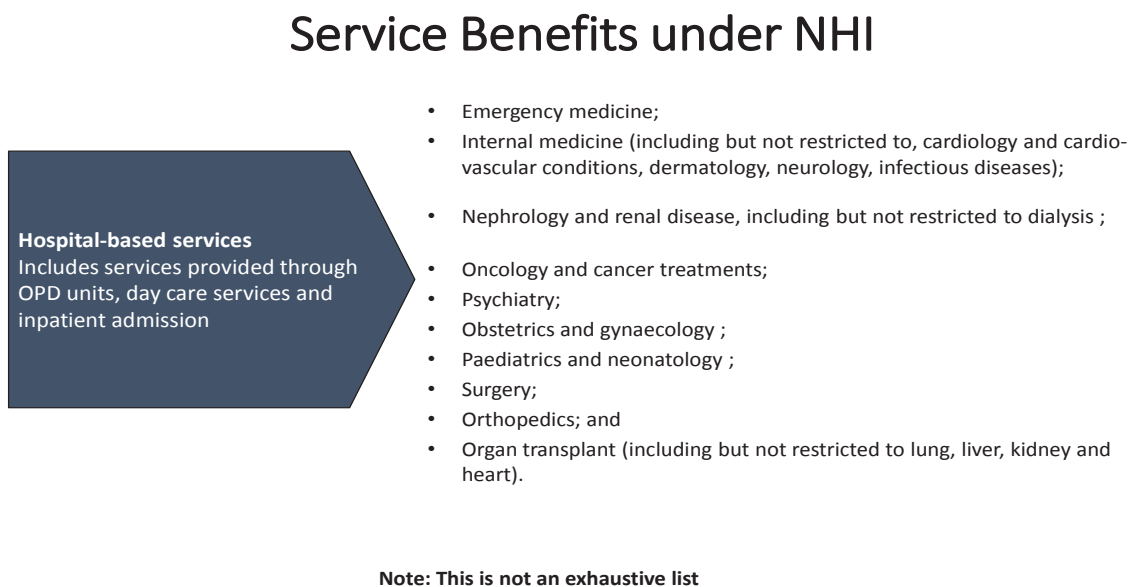 Service Benefits under NHI
Hospital-based services
Includes services provided through
OPD units, day care services and
inpatient admission
• Emergency medicine;
• Internal medicine (including but not restricted to, cardiology and cardio-
vascular conditions, dermatology, neurology, infectious diseases);
• Nephrology and renal disease, including but not restricted to dialysis ;
• Oncology and cancer treatments;
• Psychiatry;
• Obstetrics and gynaecology ;
• Paediatrics and neonatology ;
• Surgery;
• Orthopedics; and
• Organ transplant (including but not restricted to lung, liver, kidney and
heart).
Note: This is not an exhaustive list